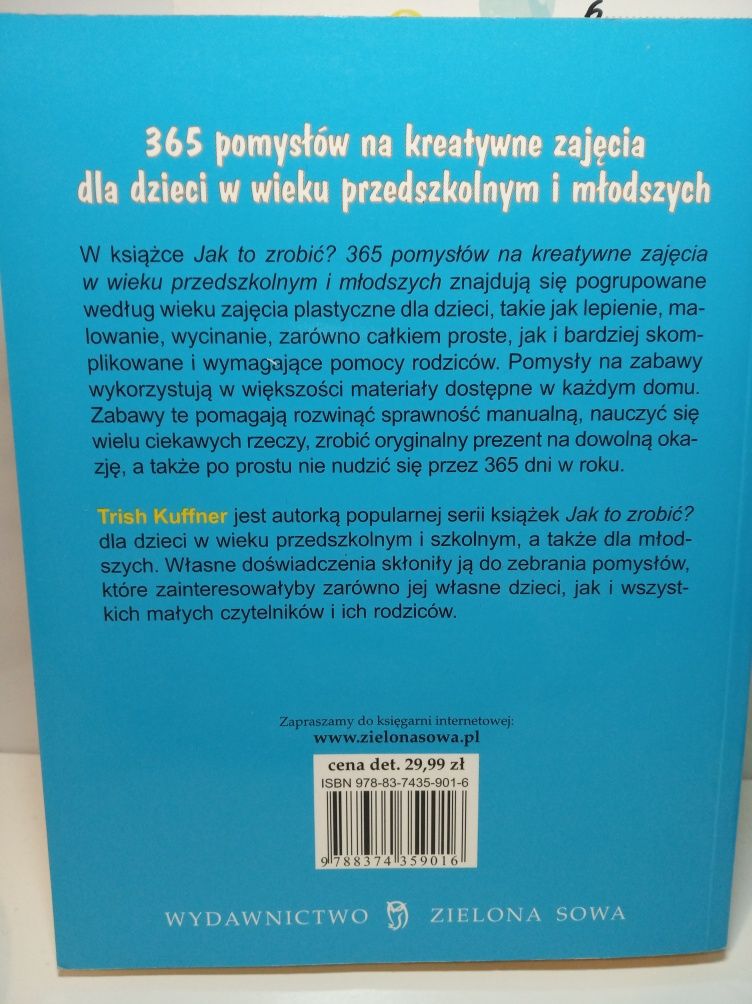 6
365 pomysłów na kreatywne zajęcia
dla dzieci w wieku przedszkolnym i młodszych
W książce Jak to zrobić? 365 pomysłów na kreatywne zajęcia
w wieku przedszkolnym i młodszych znajdują się pogrupowane
według wieku zajęcia plastyczne dla dzieci, takie jak lepienie, ma-
lowanie, wycinanie, zarówno całkiem proste, jak i bardziej skom-
plikowane i wymagające pomocy rodziców. Pomysły na zabawy
wykorzystują w większości materiały dostępne w każdym domu.
Zabawy te pomagają rozwinąć sprawność manualną, nauczyć się
wielu ciekawych rzeczy, zrobić oryginalny prezent na dowolną oka-
zję, a także po prostu nie nudzić się przez 365 dni w roku.
Trish Kuffner jest autorką popularnej serii książek Jak to zrobić?
dla dzieci w wieku przedszkolnym i szkolnym, a także dla młod-
szych. Własne doświadczenia skłoniły ją do zebrania pomysłów,
które zainteresowałyby zarówno jej własne dzieci, jak i wszyst-
kich małych czytelników i ich rodziców.
Zapraszamy do księgarni internetowej:
www.zielonasowa.pl
cena det. 29,99 zł
ISBN 978-83-7435-901-6
9 788374 359016
WYDAWNICTWO ZIELONA SOWA